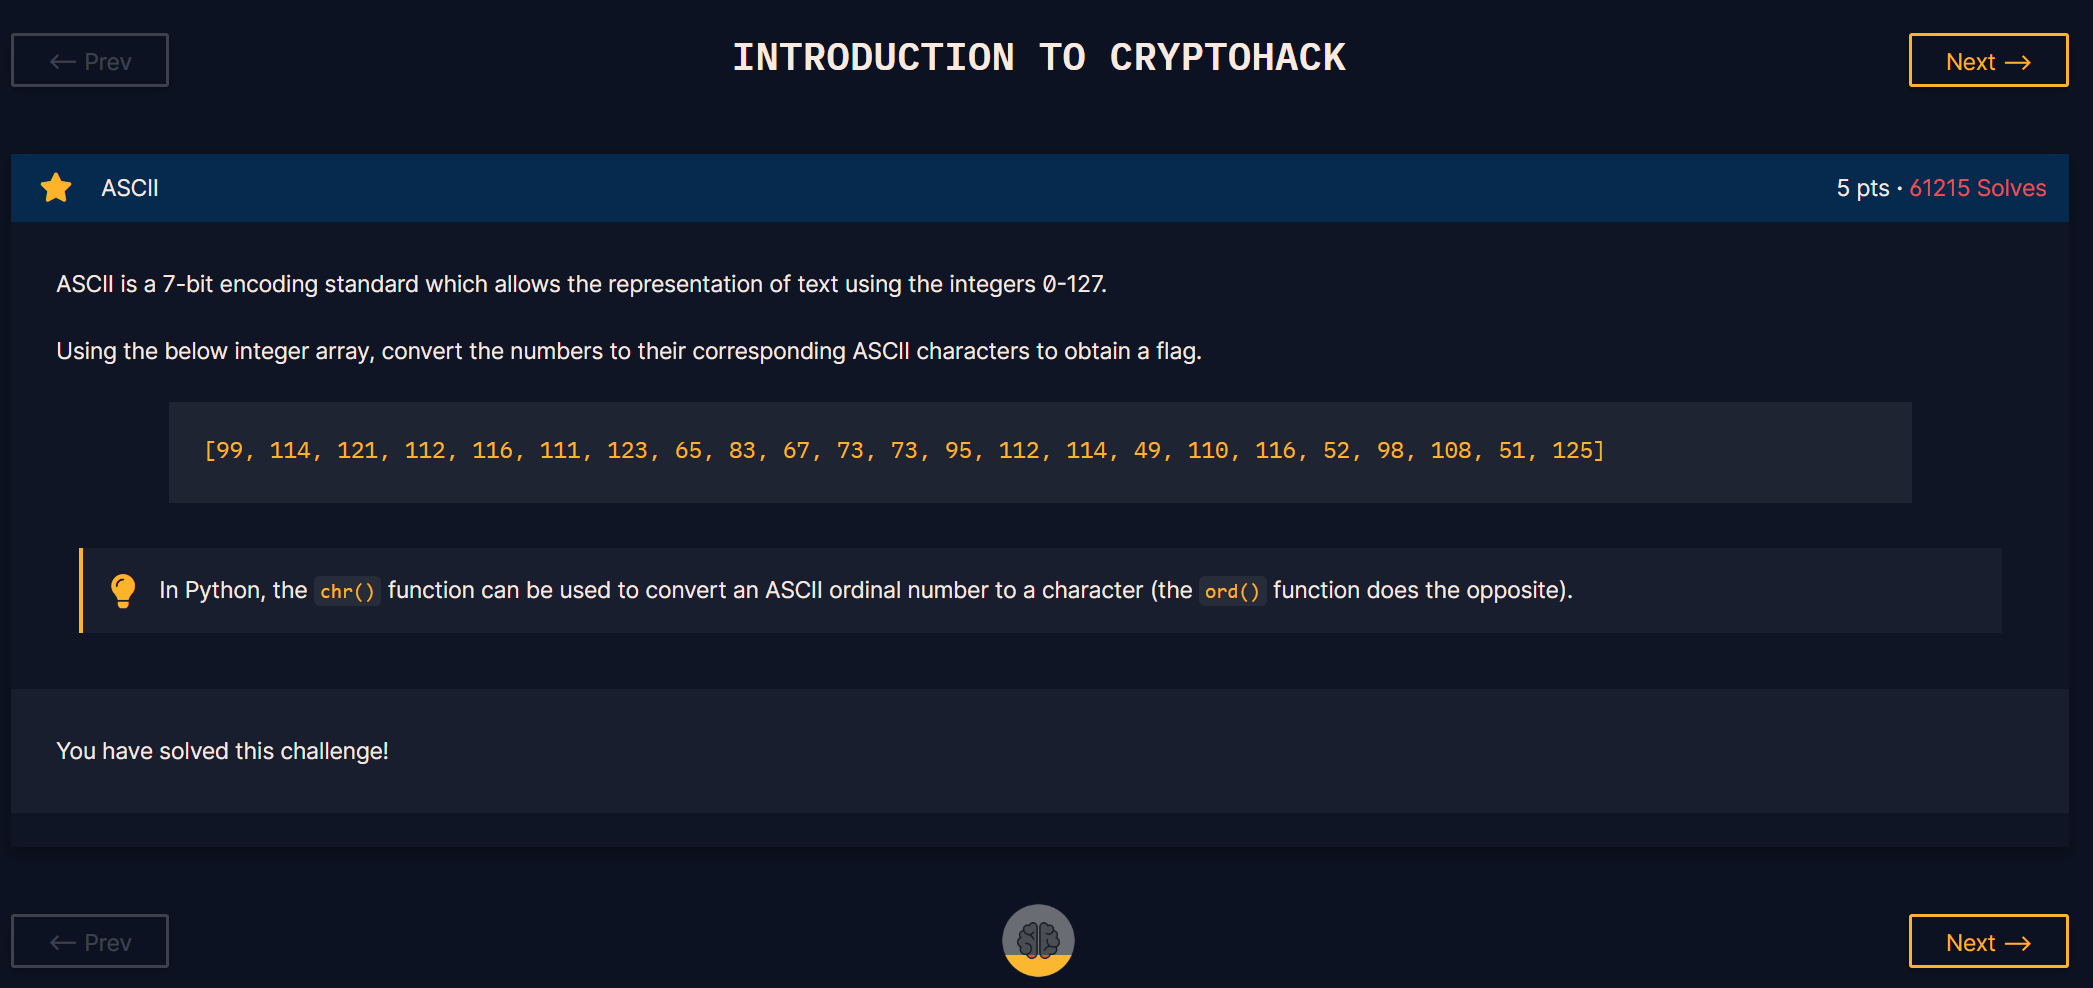 ← Prev
INTRODUCTION TO CRYPTOHACK
Next →
ASCII
5 pts · 61215 Solves
ASCII is a 7-bit encoding standard which allows the representation of text using the integers 0-127.
Using the below integer array, convert the numbers to their corresponding ASCII characters to obtain a flag.
[99, 114, 121, 112, 116, 111, 123, 65, 83, 67, 73, 73, 95, 112, 114, 49, 110, 116, 52, 98, 108, 51, 125]
In Python, the chr() function can be used to convert an ASCII ordinal number to a character (the ord() function does the opposite).
You have solved this challenge!
← Prev
Next →